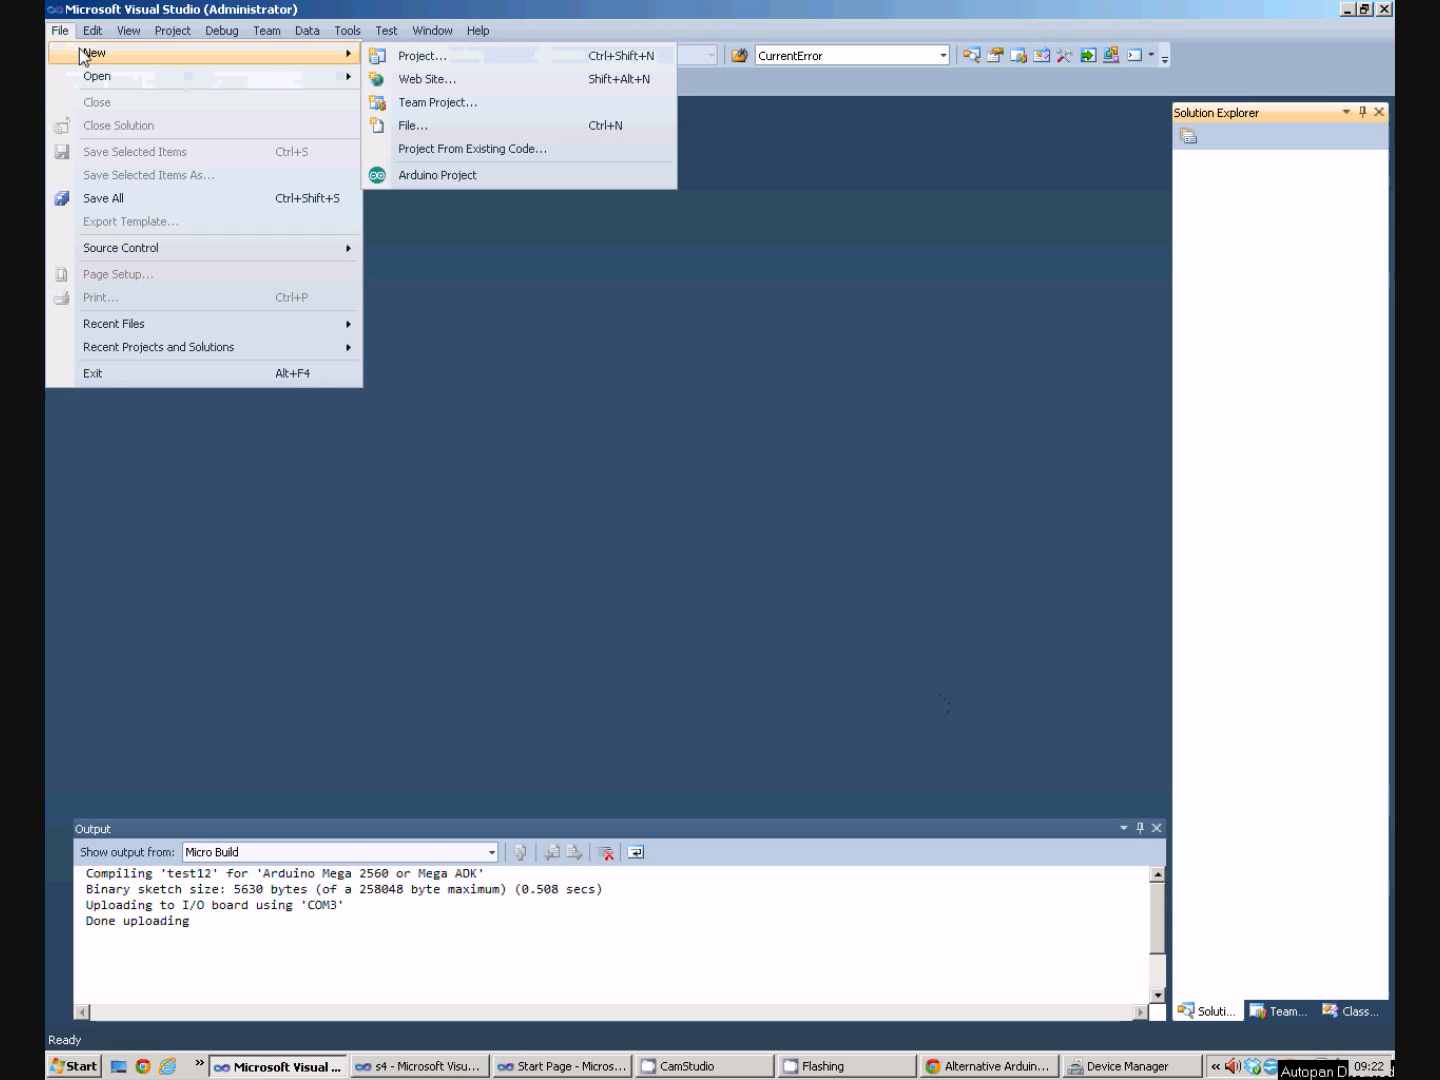 Microsoft Visual Studio (Administrator)
File Edit View Project Debug Team Data Tools Test Window Help
New
Open
Close
Close Solution
Save Selected Items Ctrl+S
Save Selected Items As...
Save All Ctrl+Shift+S
Export Template...
Source Control
Page Setup...
Print... Ctrl+P
Recent Files
Recent Projects and Solutions
Exit Alt+F4
Project... Ctrl+Shift+N
Web Site... Shift+Alt+N
Team Project...
File... Ctrl+N
Project From Existing Code...
Arduino Project
CurrentError
Solution Explorer
Output
Show output from: Micro Build
Compiling 'test12' for 'Arduino Mega 2560 or Mega ADK'
Binary sketch size: 5630 bytes (of a 258048 byte maximum) (0.508 secs)
Uploading to I/O board using 'COM3'
Done uploading
Soluti... Team... Class...
Ready
Start Microsoft Visual ... s4 - Microsoft Visu... Start Page - Micros... CamStudio Flashing Alternative Arduin... Device Manager 09:22
Autopan